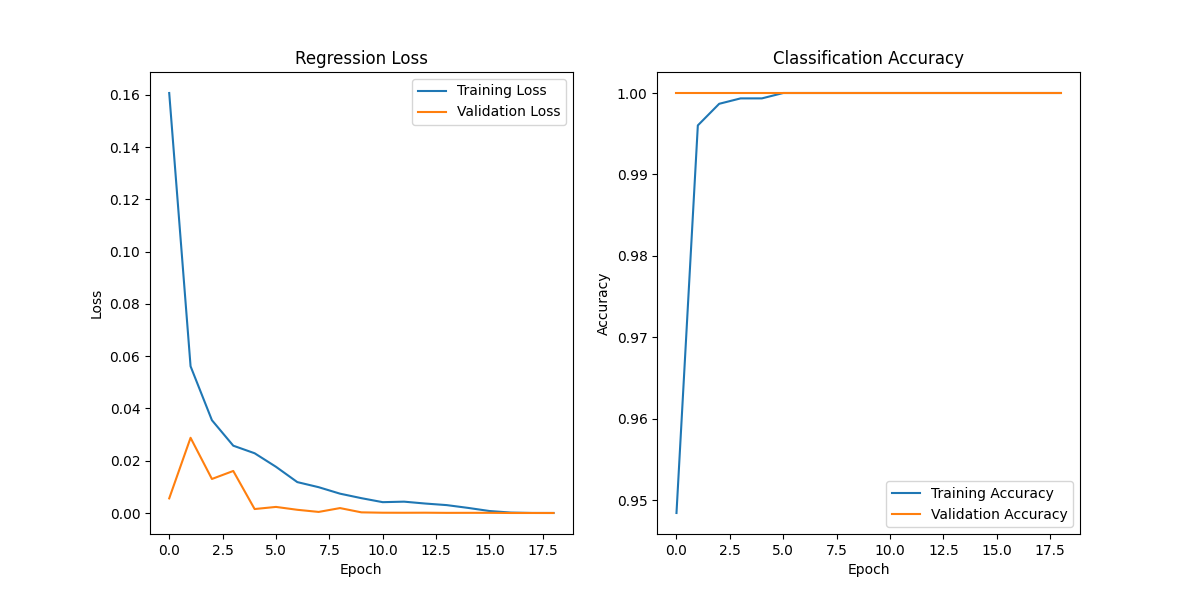 Regression Loss
Training Loss
Validation Loss
0.16
0.14
0.12
0.10
0.08
0.06
0.04
0.02
0.00
Loss
0.0 2.5 5.0 7.5 10.0 12.5 15.0 17.5
Epoch
Classification Accuracy
1.00
0.99
0.98
0.97
0.96
0.95
Accuracy
Training Accuracy
Validation Accuracy
0.0 2.5 5.0 7.5 10.0 12.5 15.0 17.5
Epoch